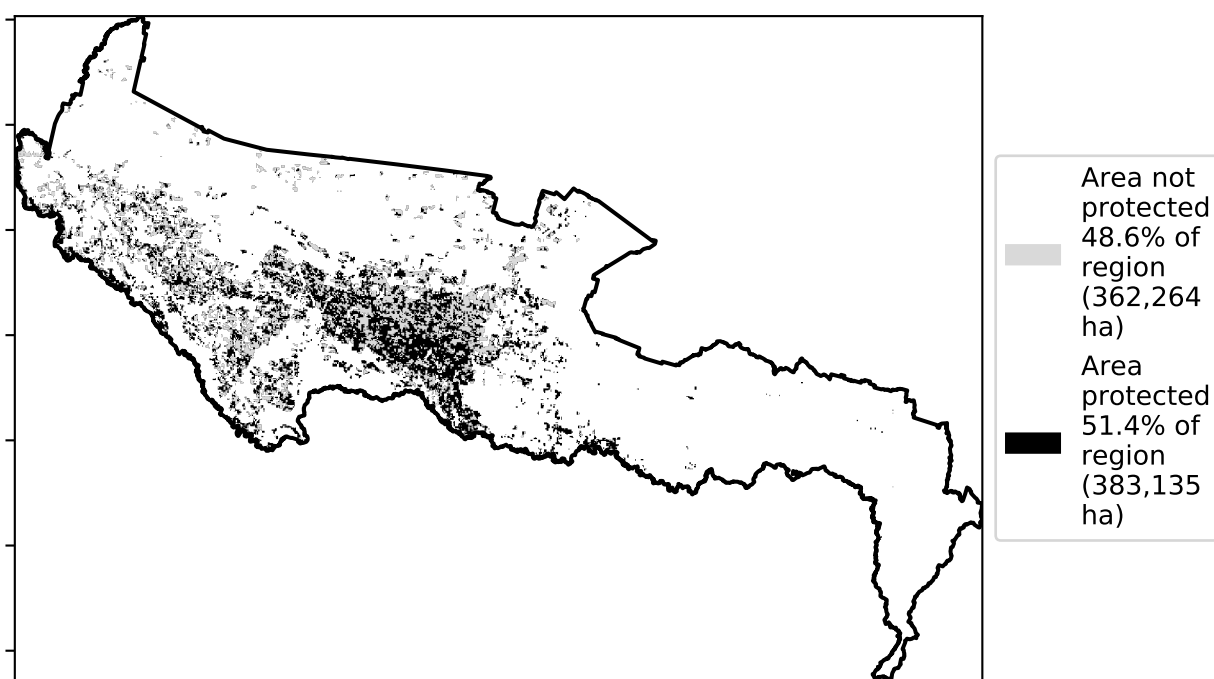 Area not
protected
48.6% of
region
(362,264
ha)
Area
protected
51.4% of
region
(383,135
ha)